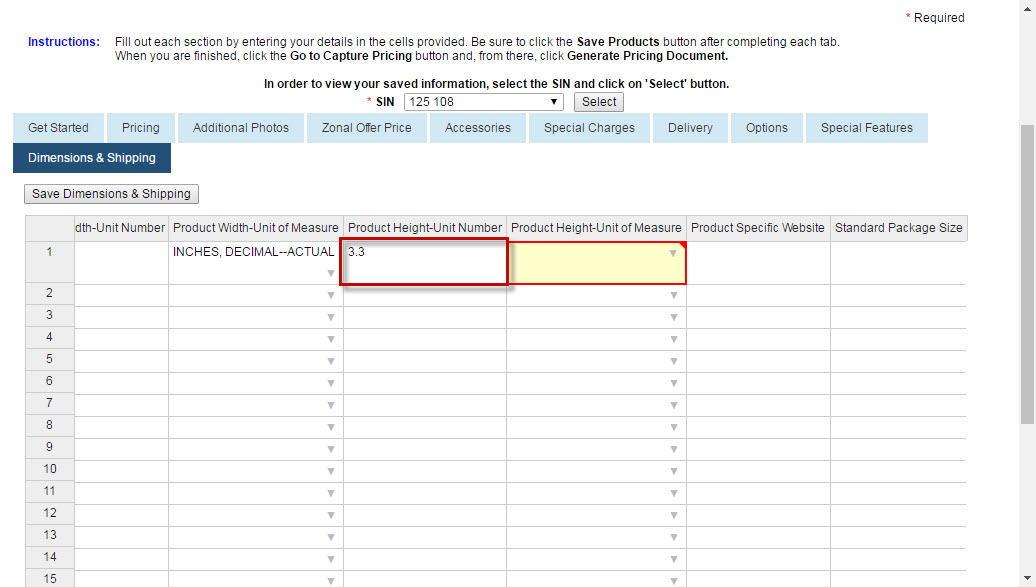 * Required
Instructions: Fill out each section by entering your details in the cells provided. Be sure to click the Save Products button after completing each tab.
When you are finished, click the Go to Capture Pricing button and, from there, click Generate Pricing Document.
In order to view your saved information, select the SIN and click on 'Select' button.
* SIN 125 108 Select
Get Started Pricing Additional Photos Zonal Offer Price Accessories Special Charges Delivery Options Special Features
Dimensions & Shipping
Save Dimensions & Shipping
dth-Unit Number Product Width-Unit of Measure Product Height-Unit Number Product Height-Unit of Measure Product Specific Website Standard Package Size
1 INCHES, DECIMAL--ACTUAL 3.3
2
3
4
5
6
7
8
9
10
11
12
13
14
15